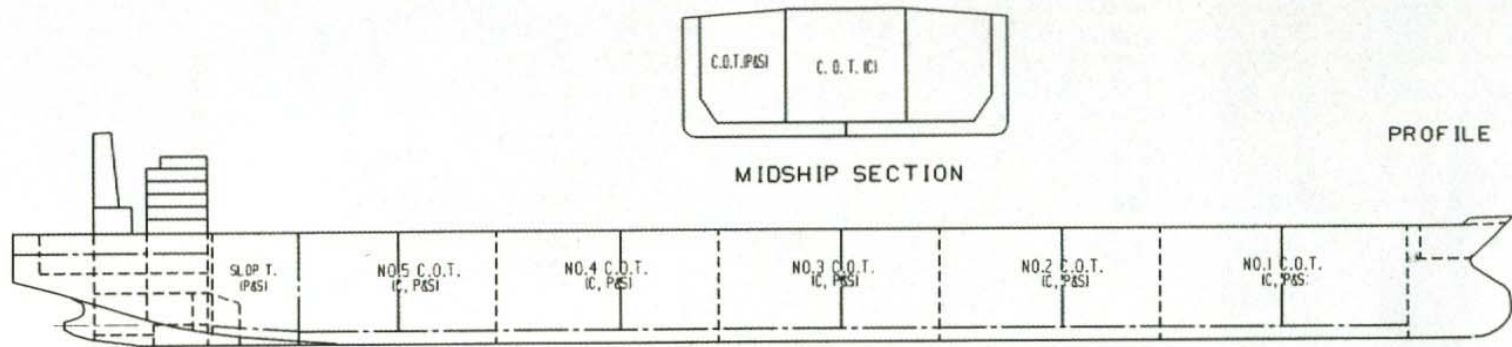 C.O.T.(P&S)
C. O. T. (C)
MIDSHIP SECTION
PROFILE
SLOP T.
(P&S)
NO.5 C.O.T.
(C, P&S)
NO.4 C.O.T.
(C, P&S)
NO.3 C.O.T.
(C, P&S)
NO.2 C.O.T.
(C, P&S)
NO.1 C.O.T.
(C, P&S)